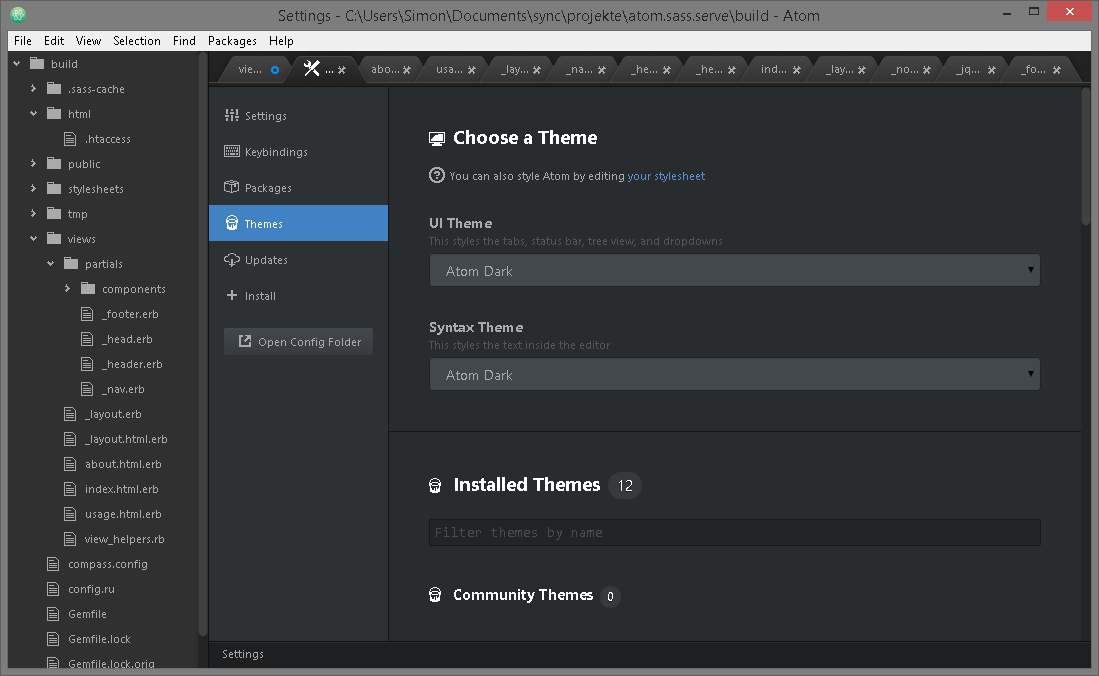 Settings - C:\Users\Simon\Documents\sync\projekte\atom.sass.serve\build - Atom
File Edit View Selection Find Packages Help
build
.sass-cache
html
.htaccess
public
stylesheets
tmp
views
partials
components
_footer.erb
_head.erb
_header.erb
_nav.erb
_layout.erb
_layout.html.erb
about.html.erb
index.html.erb
usage.html.erb
view_helpers.rb
compass.config
config.ru
Gemfile
Gemfile.lock
Gemfile.lock.orig
vie... ... abo... usa... _lay... _na... _he... _he... ind... _lay... _no... _jq... _fo...
Settings
Keybindings
Packages
Themes
Updates
Install
Open Config Folder
Choose a Theme
You can also style Atom by editing your stylesheet
UI Theme
This styles the tabs, status bar, tree view, and dropdowns
Atom Dark
Syntax Theme
This styles the text inside the editor
Atom Dark
Installed Themes 12
Filter themes by name
Community Themes 0
Settings